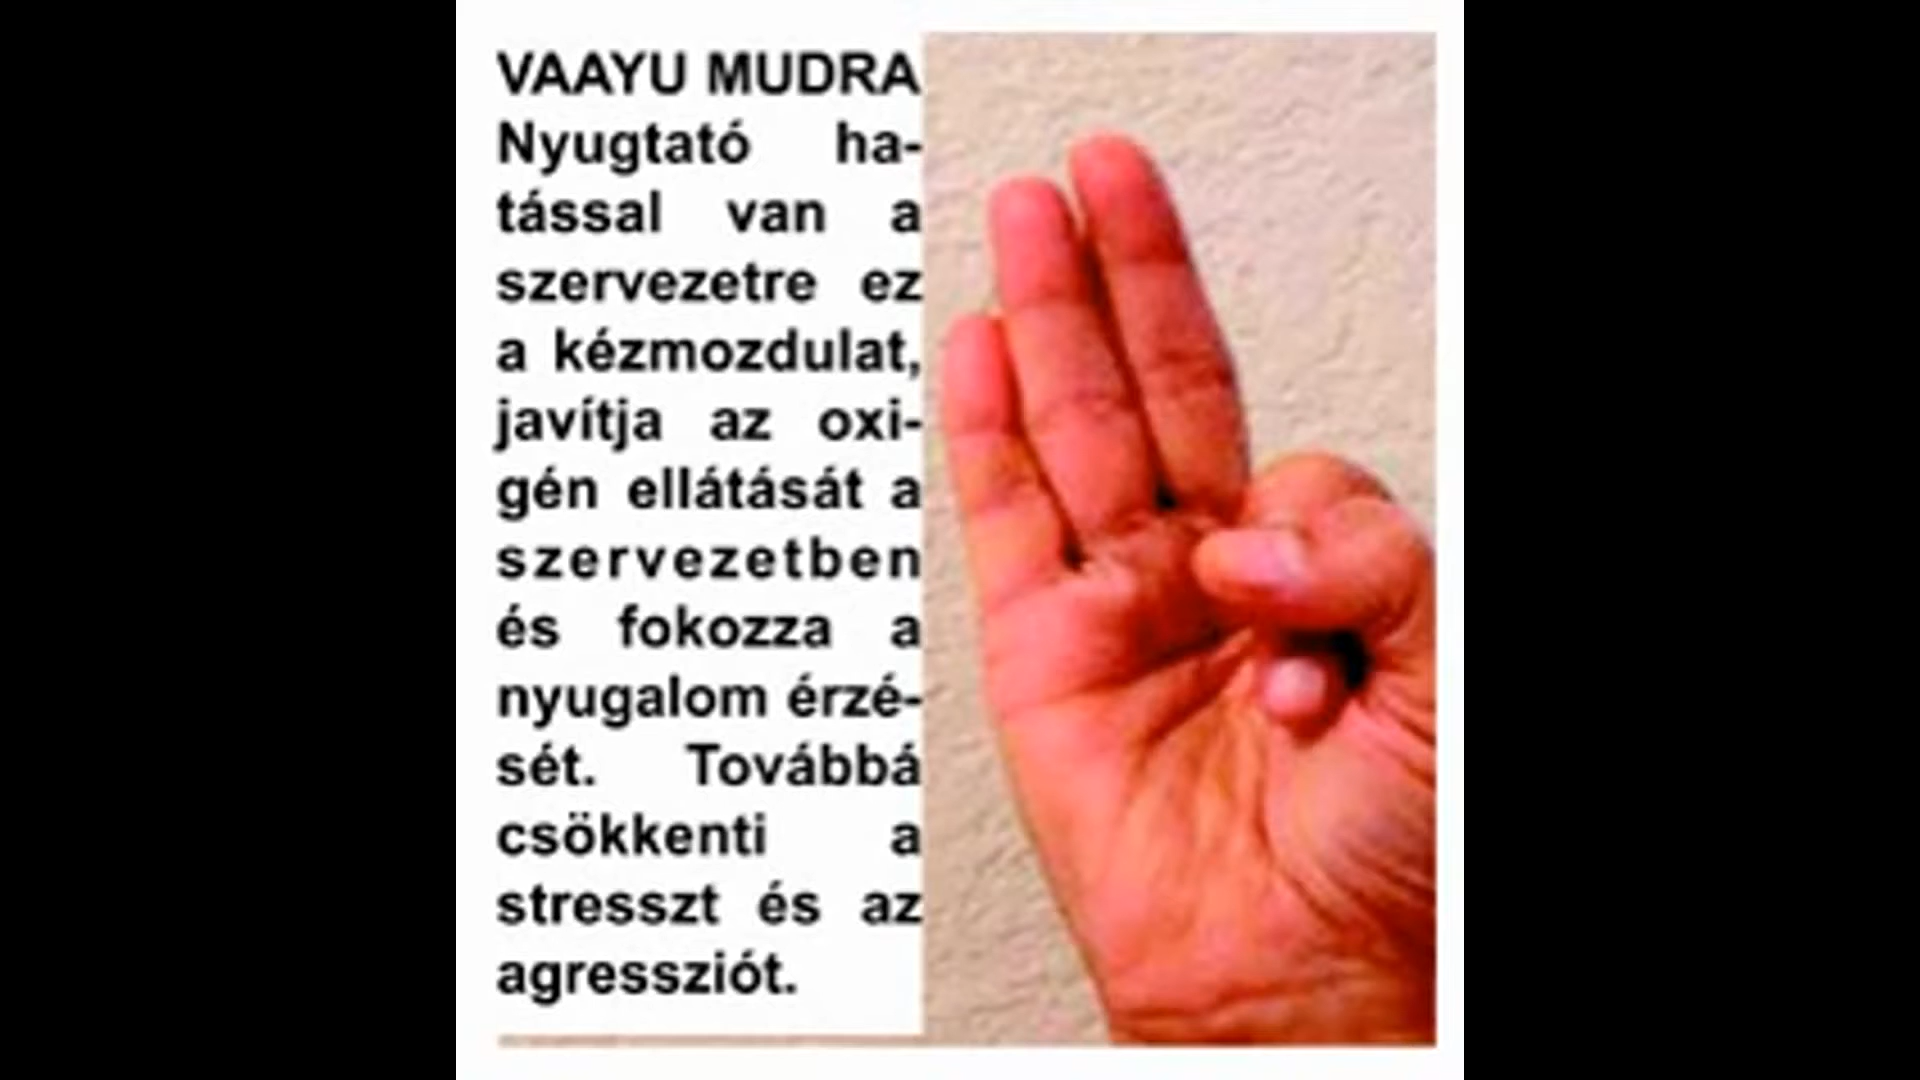 VAAYU MUDRA
Nyugtató ha-
tással van a
szervezetre ez
a kézmozdulat,
javítja az oxi-
gén ellátását a
szervezetben
és fokozza a
nyugalom érzé-
sét. Továbbá
csökkenti a
stresszt és az
agressziót.